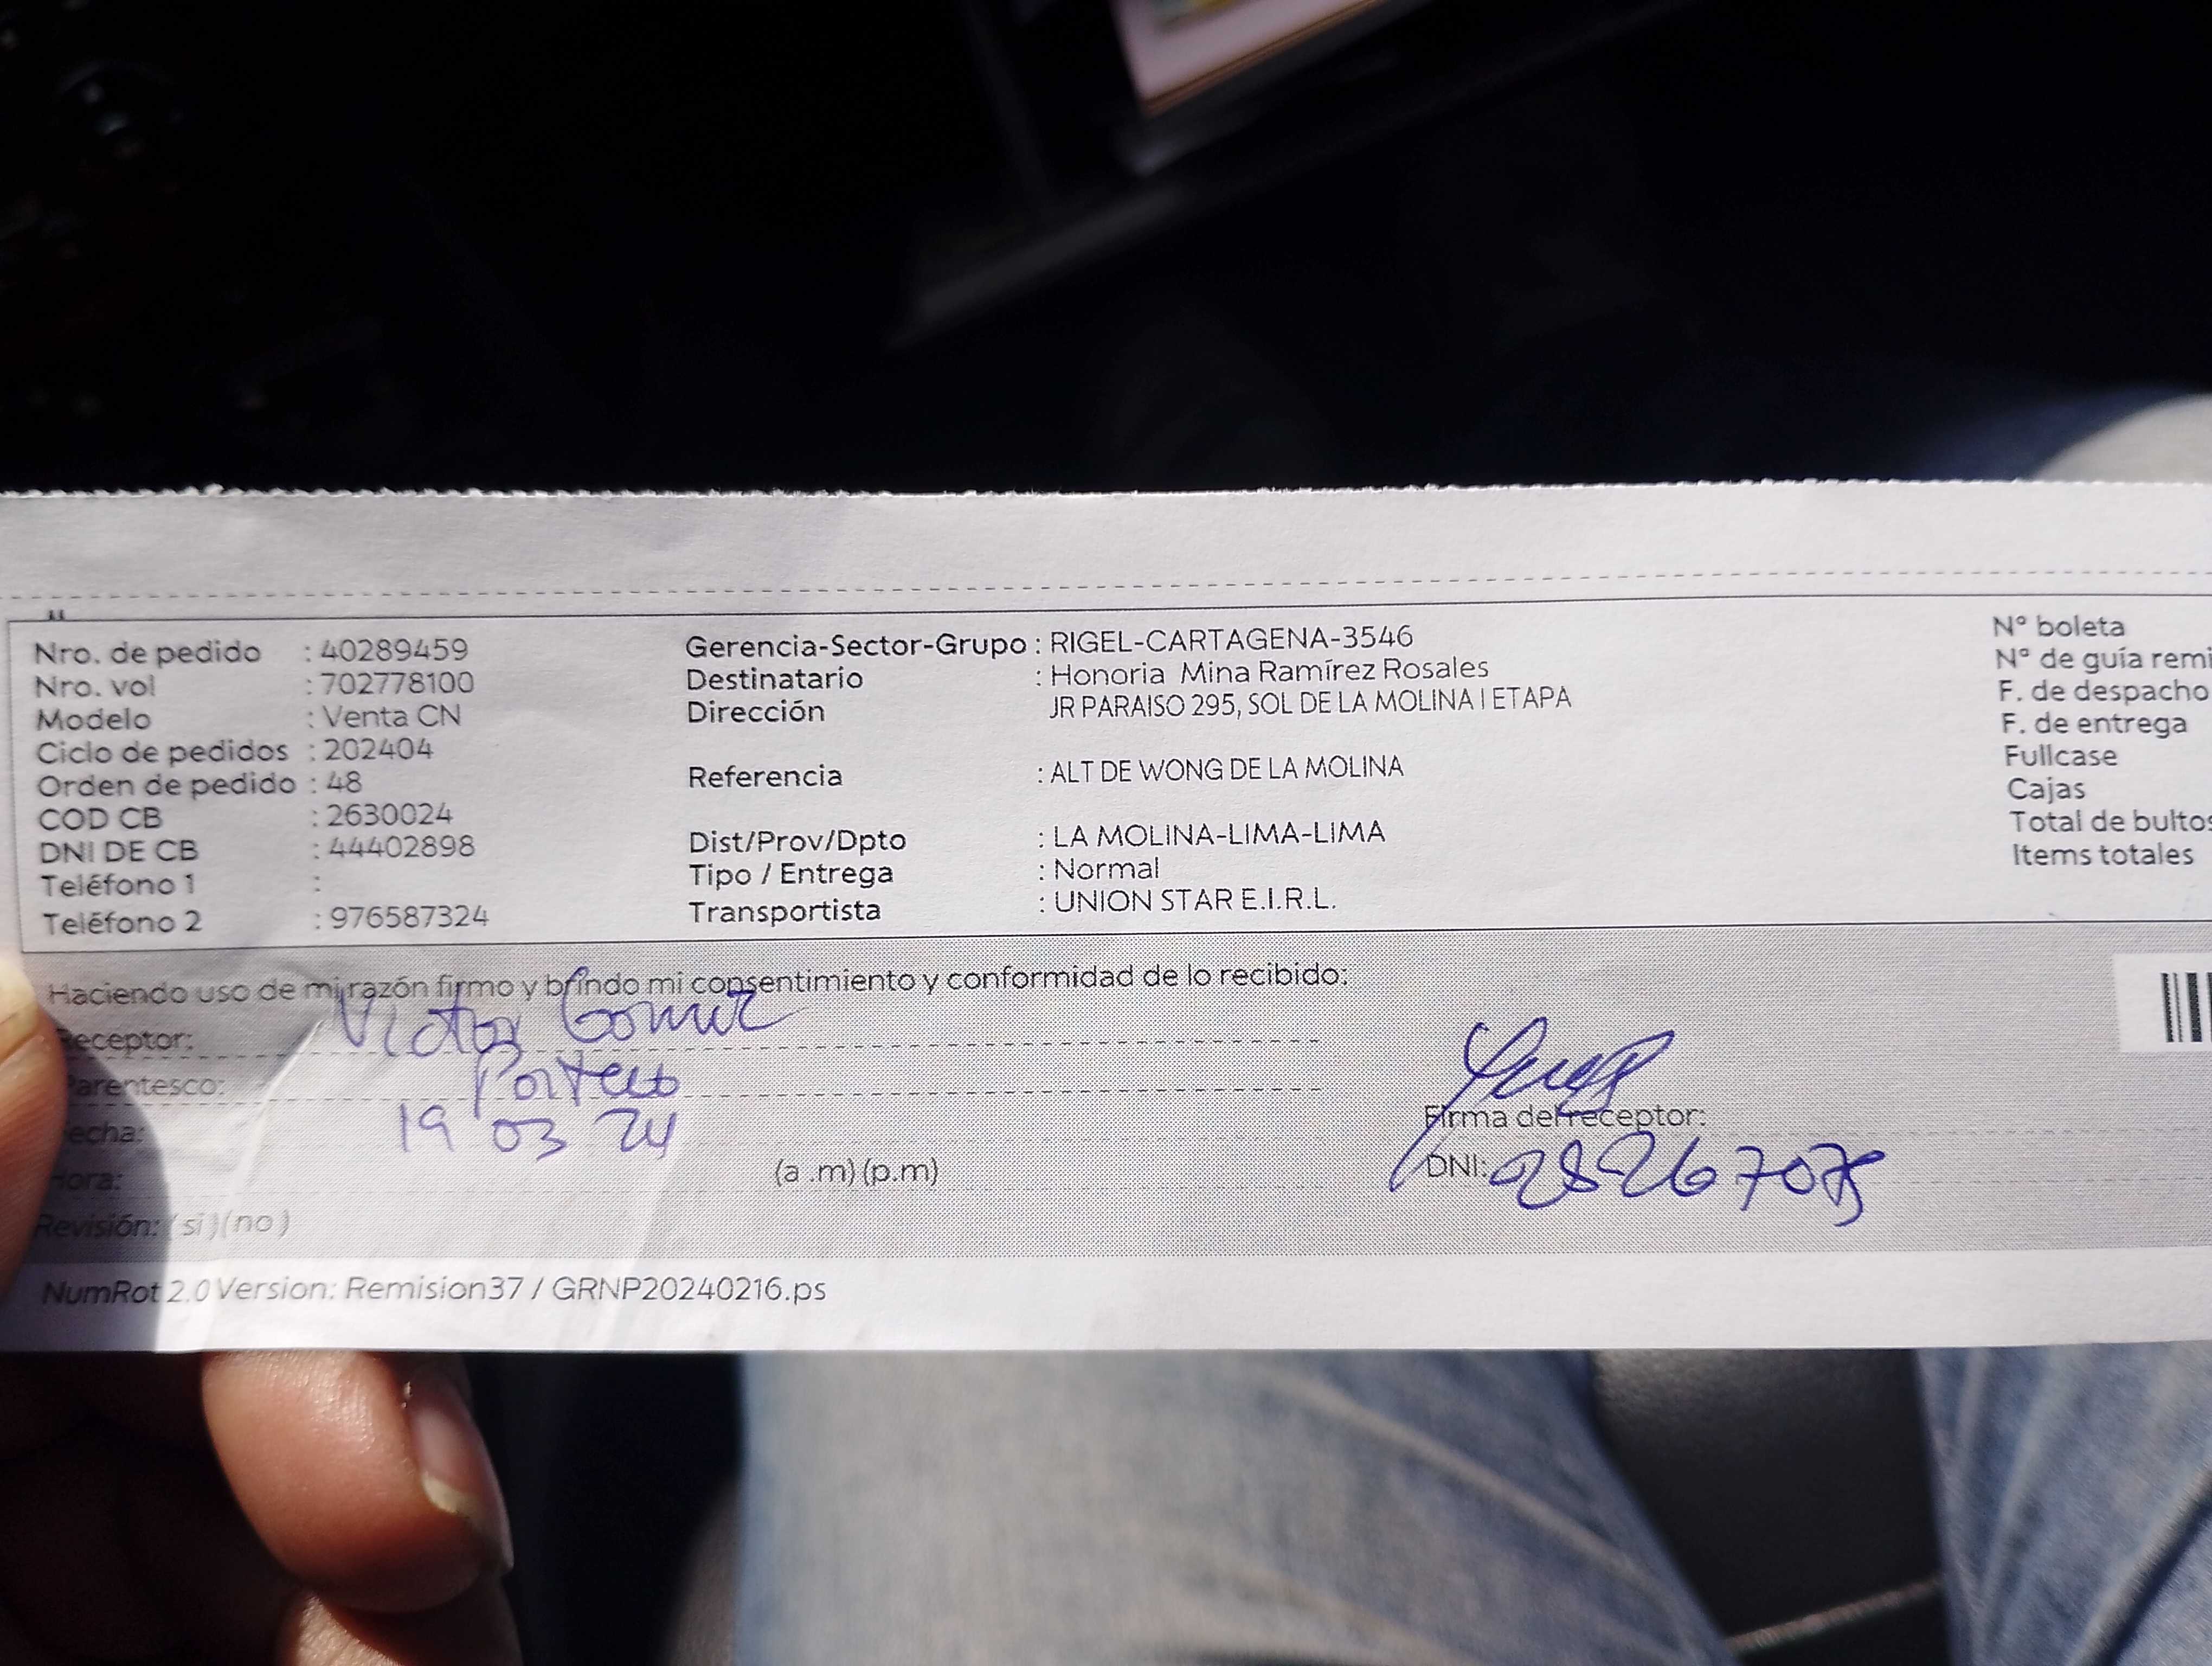 Nro. de pedido : 40289459
Nro. vol : 702778100
Modelo : Venta CN
Ciclo de pedidos : 202404
Orden de pedido : 48
COD CB : 2630024
DNI DE CB : 44402898
Teléfono 1 :
Teléfono 2 : 976587324
Gerencia-Sector-Grupo : RIGEL-CARTAGENA-3546
Destinatario : Honoria Mina Ramírez Rosales
Dirección JR PARAISO 295, SOL DE LA MOLINA I ETAPA
Referencia : ALT DE WONG DE LA MOLINA
Dist/Prov/Dpto : LA MOLINA-LIMA-LIMA
Tipo / Entrega : Normal
Transportista : UNION STAR E.I.R.L.
N° boleta
N° de guía remi
F. de despacho
F. de entrega
Fullcase
Cajas
Total de bultos
Items totales
Haciendo uso de mi razón firmo y brindo mi consentimiento y conformidad de lo recibido:
Receptor: Victor Gomez
Parentesco: Portero
Fecha: 19 03 24
Hora: (a .m) (p.m)
Revisión: ( si ) ( no )
Firma del receptor:
DNI:
NumRot 2.0 Version: Remision37 / GRNP20240216.ps